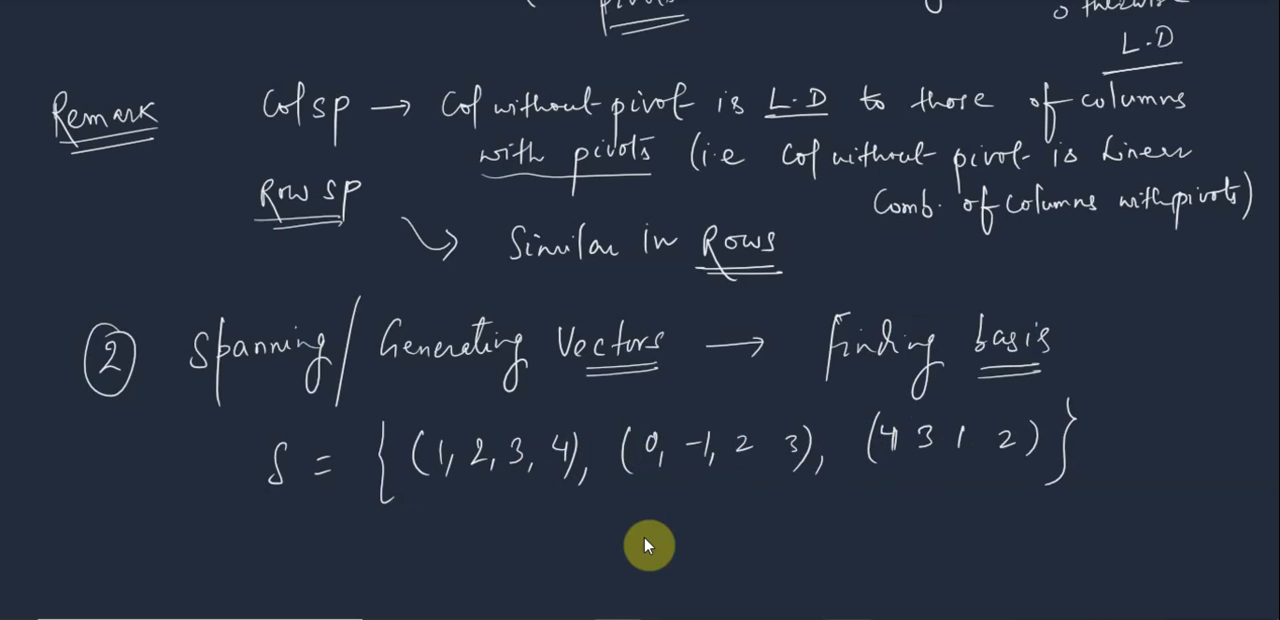 otherwise
L.D
Remark Col sp → Col without pivot is L.D to those of columns
with pivots (i.e Col without pivot is Linear
Comb. of columns with pivots)
Row sp
Similar in Rows
② Spanning/Generating Vectors → finding basis
S = { (1, 2, 3, 4), (0, -1, 2 3), (4 3 1 2) }